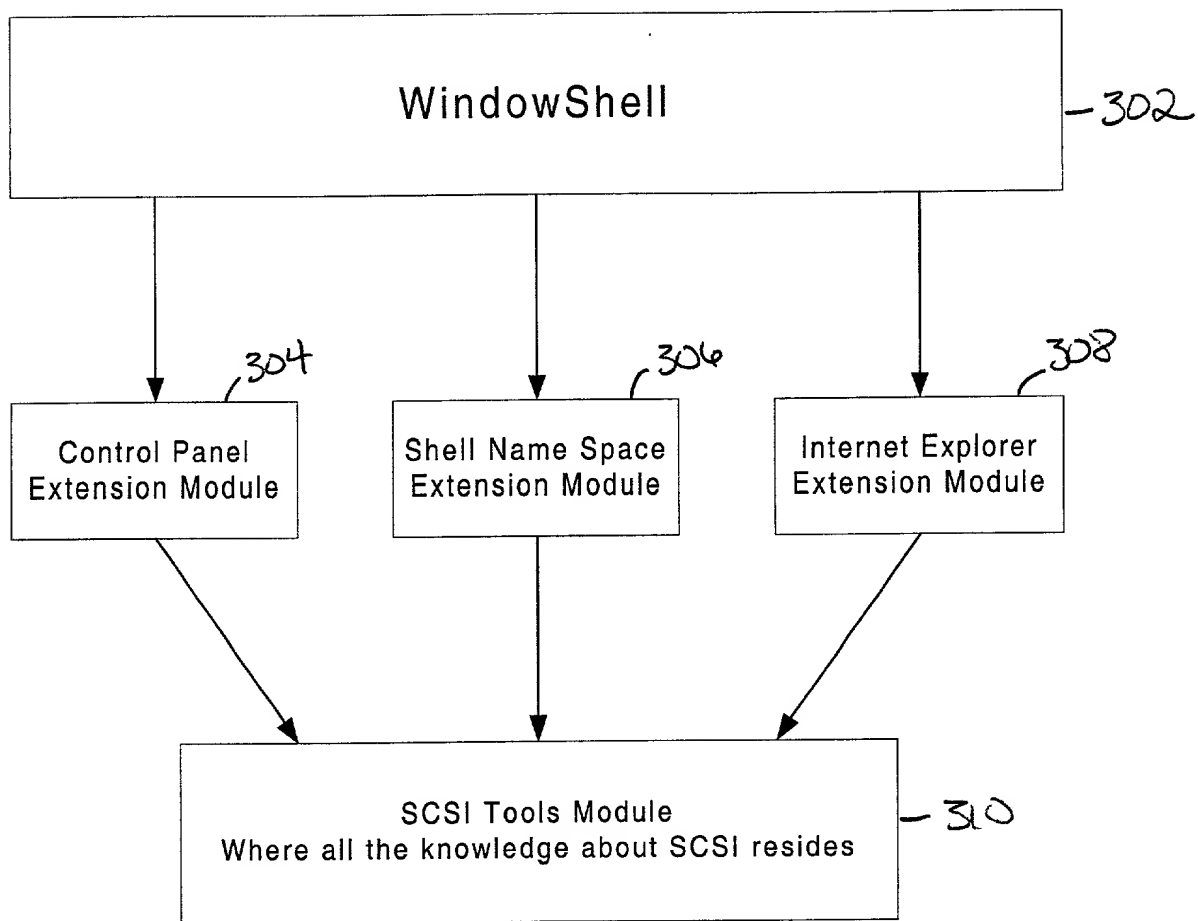 WindowShell
302
304
306
308
Control Panel
Extension Module
Shell Name Space
Extension Module
Internet Explorer
Extension Module
SCSI Tools Module
Where all the knowledge about SCSI resides
310